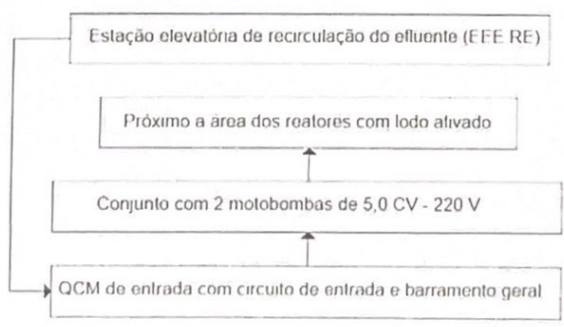 Estação elevatória de recirculação do efluente (EEE RE)
Próximo a área dos reatores com lodo ativado
Conjunto com 2 motobombas de 5,0 CV - 220 V
QCM de entrada com circuito de entrada e barramento geral